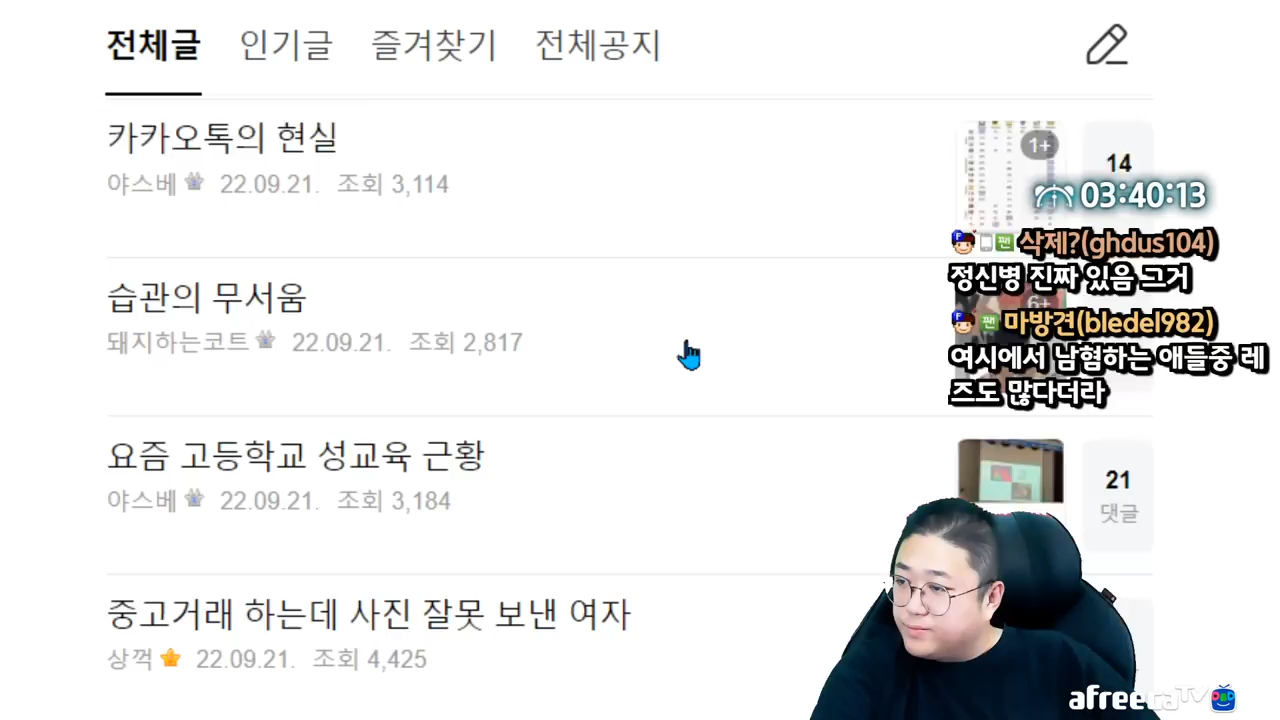 전체글 인기글 즐겨찾기 전체공지
카카오톡의 현실
야스베 22.09.21. 조회 3,114
1+
14
03:40:13
삭제?(ghdus104)
정신병 진짜 있음 그거
습관의 무서움
돼지하는코트 22.09.21. 조회 2,817
6+
마방견(bledel982)
여시에서 남혐하는 애들중 레
즈도 많다더라
요즘 고등학교 성교육 근황
야스베 22.09.21. 조회 3,184
21
댓글
중고거래 하는데 사진 잘못 보낸 여자
상꺽 22.09.21. 조회 4,425
afreecaTV